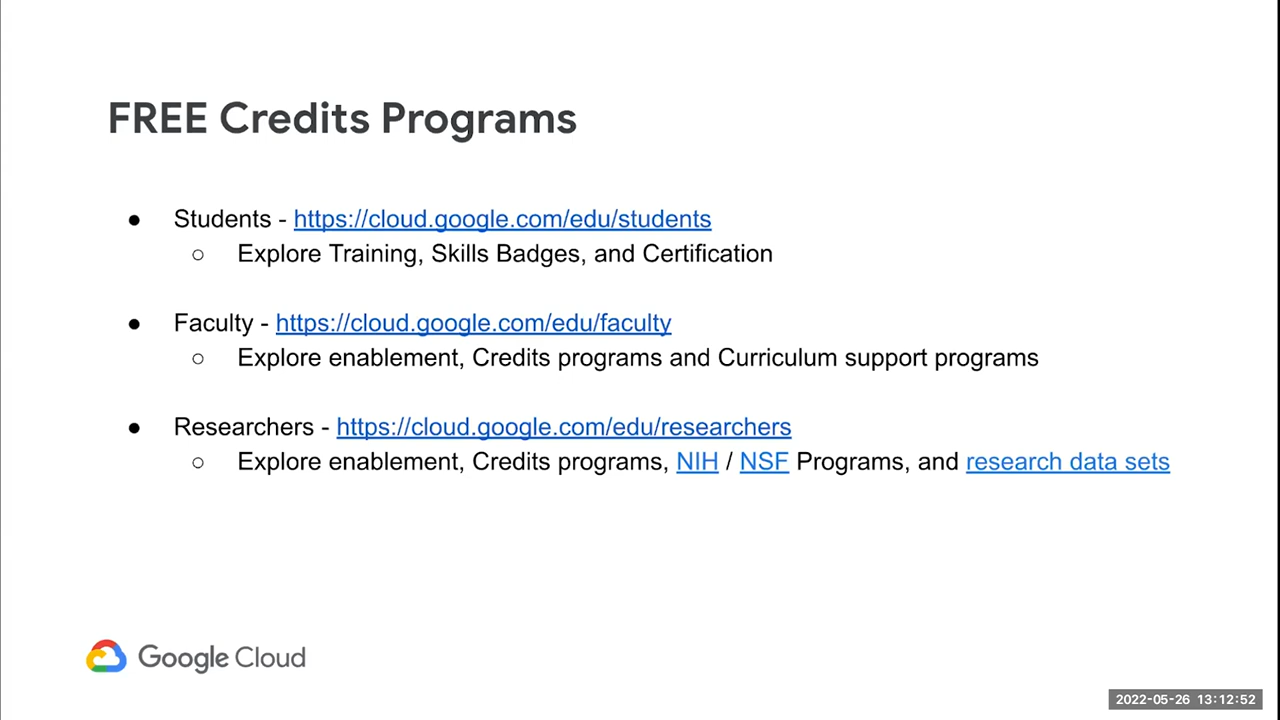 FREE Credits Programs
● Students - https://cloud.google.com/edu/students
○ Explore Training, Skills Badges, and Certification
● Faculty - https://cloud.google.com/edu/faculty
○ Explore enablement, Credits programs and Curriculum support programs
● Researchers - https://cloud.google.com/edu/researchers
○ Explore enablement, Credits programs, NIH / NSF Programs, and research data sets
Google Cloud
2022-05-26 13:12:52